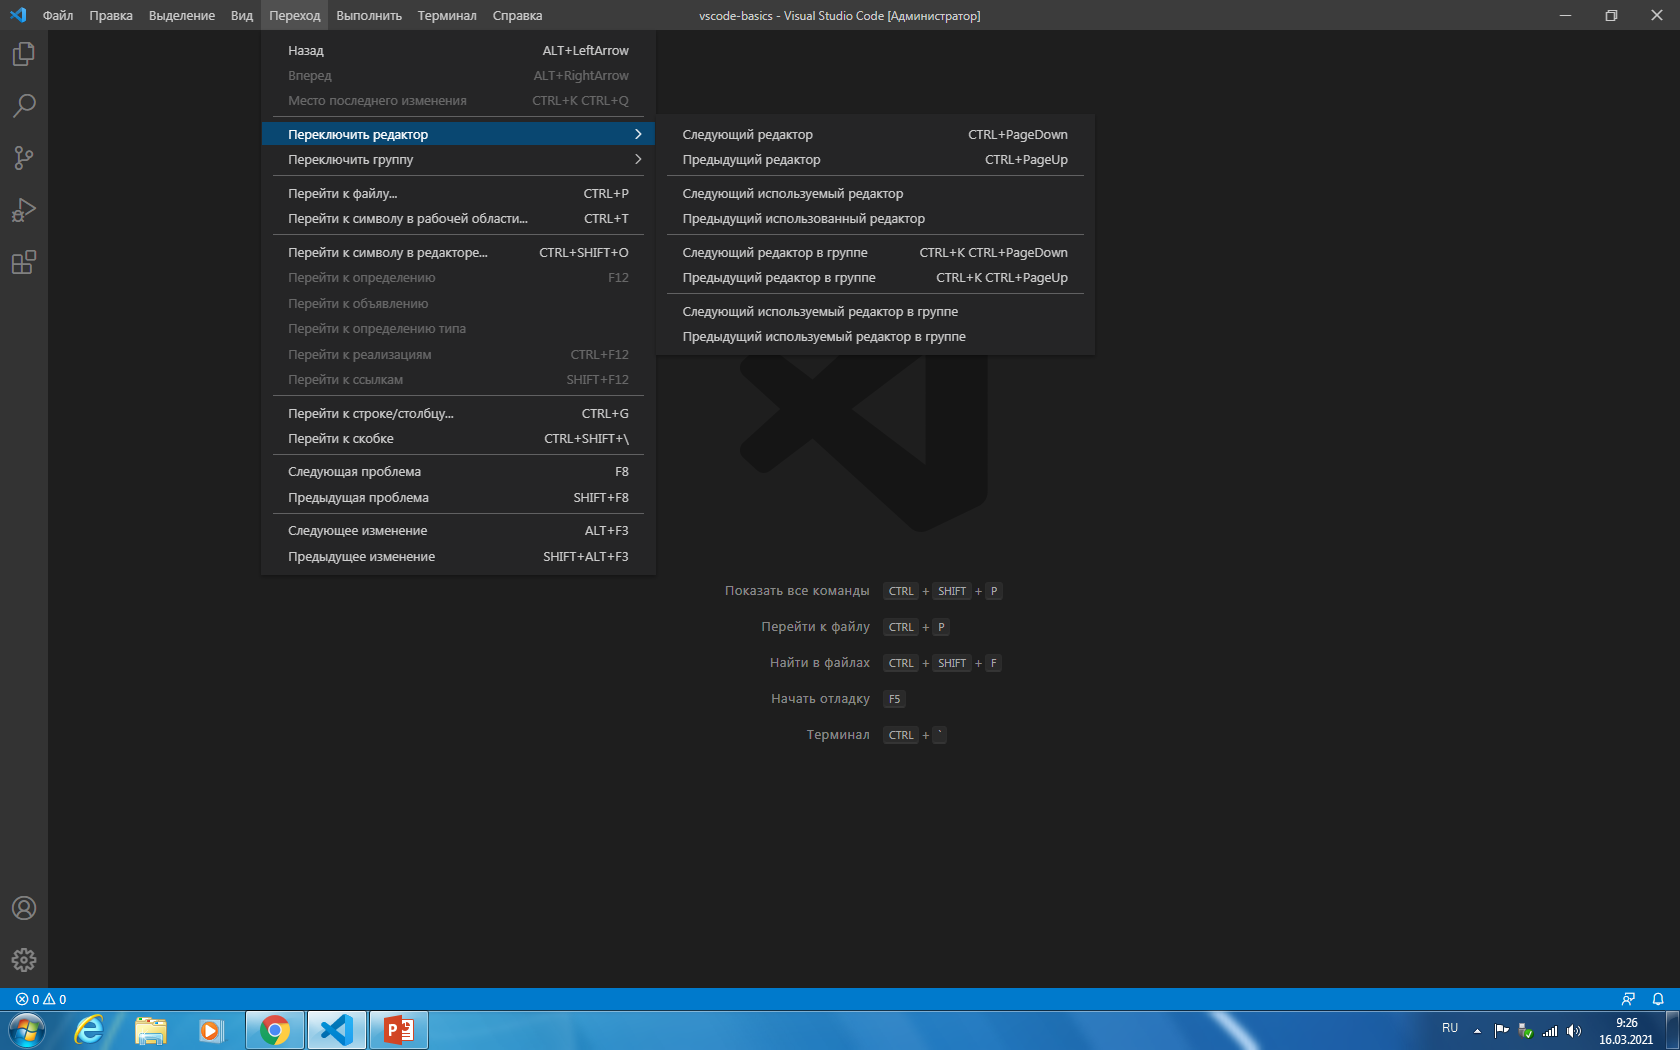 Файл Правка Выделение Вид Переход Выполнить Терминал Справка vscode-basics - Visual Studio Code [Администратор]
Назад ALT+LeftArrow
Вперед ALT+RightArrow
Место последнего изменения CTRL+K CTRL+Q
Переключить редактор
Переключить группу
Перейти к файлу... CTRL+P
Перейти к символу в рабочей области... CTRL+T
Перейти к символу в редакторе... CTRL+SHIFT+O
Перейти к определению F12
Перейти к объявлению
Перейти к определению типа
Перейти к реализациям CTRL+F12
Перейти к ссылкам SHIFT+F12
Перейти к строке/столбцу... CTRL+G
Перейти к скобке CTRL+SHIFT+\
Следующая проблема F8
Предыдущая проблема SHIFT+F8
Следующее изменение ALT+F3
Предыдущее изменение SHIFT+ALT+F3
Следующий редактор CTRL+PageDown
Предыдущий редактор CTRL+PageUp
Следующий используемый редактор
Предыдущий использованный редактор
Следующий редактор в группе CTRL+K CTRL+PageDown
Предыдущий редактор в группе CTRL+K CTRL+PageUp
Следующий используемый редактор в группе
Предыдущий используемый редактор в группе
Показать все команды CTRL + SHIFT + P
Перейти к файлу CTRL + P
Найти в файлах CTRL + SHIFT + F
Начать отладку F5
Терминал CTRL + `
0 0
RU 9:26
16.03.2021